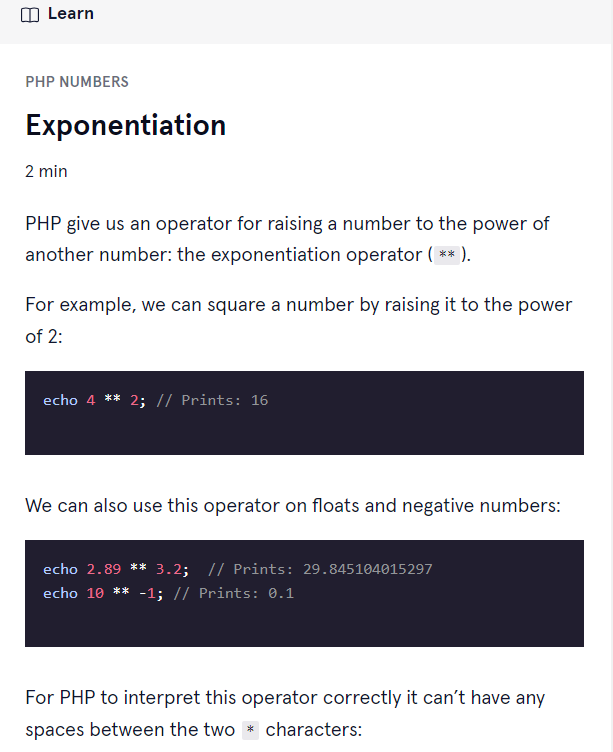 Learn
PHP NUMBERS
Exponentiation
2 min
PHP give us an operator for raising a number to the power of
another number: the exponentiation operator ( ** ).
For example, we can square a number by raising it to the power
of 2:
echo 4 ** 2; // Prints: 16
We can also use this operator on floats and negative numbers:
echo 2.89 ** 3.2;  // Prints: 29.845104015297
echo 10 ** -1; // Prints: 0.1
For PHP to interpret this operator correctly it can’t have any
spaces between the two * characters: